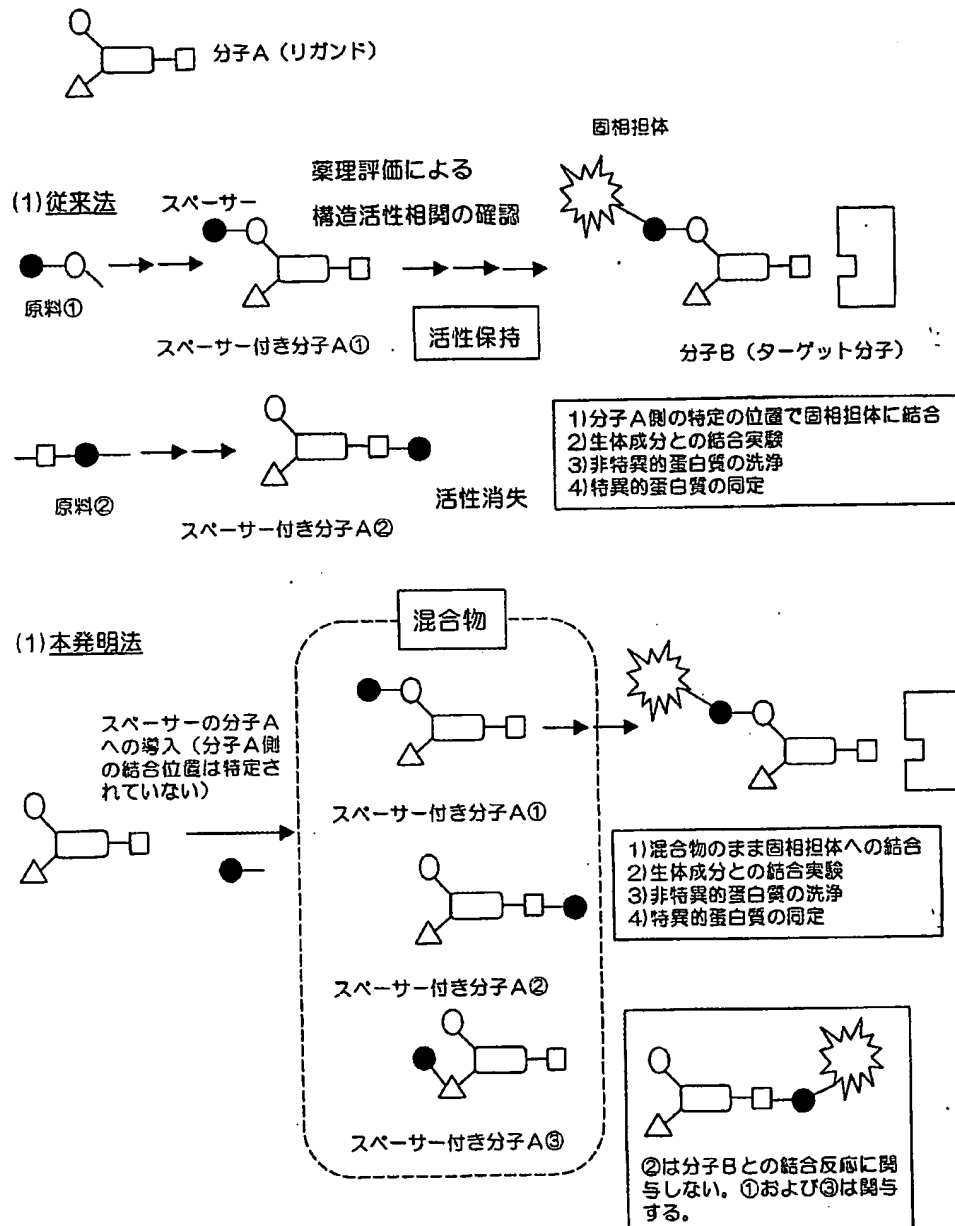 分子A（リガンド）
固相担体
(1)従来法
スペーサー
薬理評価による
構造活性相関の確認
原料①
スペーサー付き分子A①
活性保持
分子B（ターゲット分子）
1)分子A側の特定の位置で固相担体に結合
2)生体成分との結合実験
3)非特異的蛋白質の洗浄
4)特異的蛋白質の同定
原料②
スペーサー付き分子A②
活性消失
(1)本発明法
混合物
スペーサーの分子A
への導入（分子A側
の結合位置は特定さ
れていない）
スペーサー付き分子A①
1)混合物のまま固相担体への結合
2)生体成分との結合実験
3)非特異的蛋白質の洗浄
4)特異的蛋白質の同定
スペーサー付き分子A②
スペーサー付き分子A③
②は分子Bとの結合反応に関
与しない。①および③は関与
する。